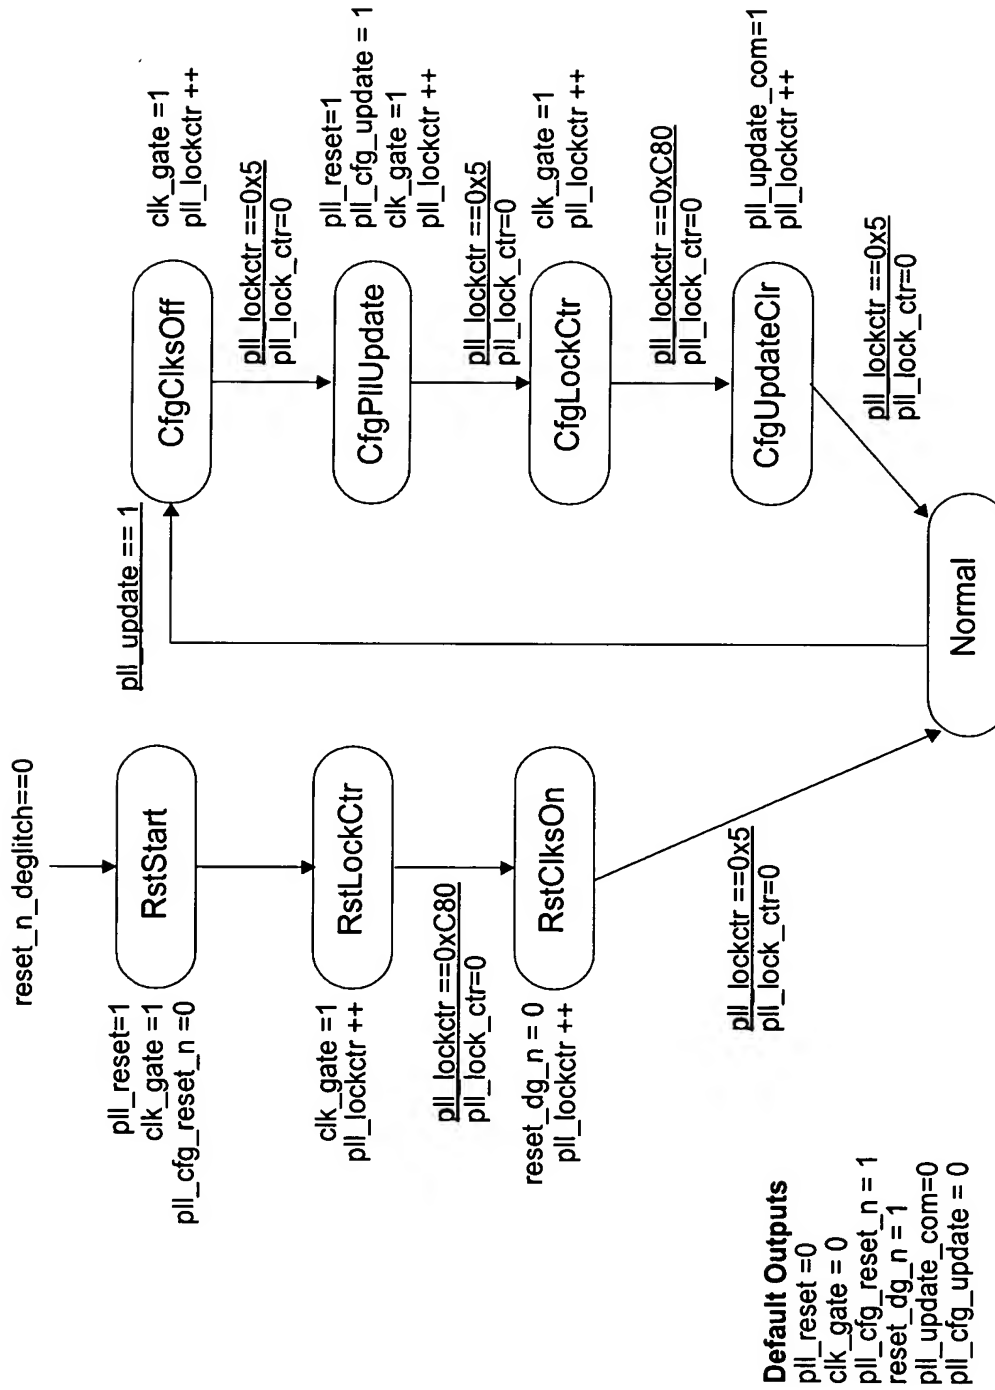 reset_n_deglitch==0
RstStart
pll_reset=1
clk_gate =1
pll_cfg_reset_n =0
RstLockCtr
clk_gate =1
pll_lockctr ++
pll_lockctr ==0xC80
pll_lock_ctr=0
RstClksOn
reset_dg_n = 0
pll_lockctr ++
pll_lockctr ==0x5
pll_lock_ctr=0
Normal
pll_update == 1
CfgClksOff
clk_gate =1
pll_lockctr ++
pll_lockctr ==0x5
pll_lock_ctr=0
CfgPllUpdate
pll_reset=1
pll_cfg_update = 1
clk_gate =1
pll_lockctr ++
pll_lockctr ==0x5
pll_lock_ctr=0
CfgLockCtr
clk_gate =1
pll_lockctr ++
pll_lockctr ==0xC80
pll_lock_ctr=0
CfgUpdateClr
pll_update_com=1
pll_lockctr ++
pll_lockctr ==0x5
pll_lock_ctr=0
Default Outputs
pll_reset =0
clk_gate = 0
pll_cfg_reset_n = 1
reset_dg_n = 1
pll_update_com=0
pll_cfg_update = 0